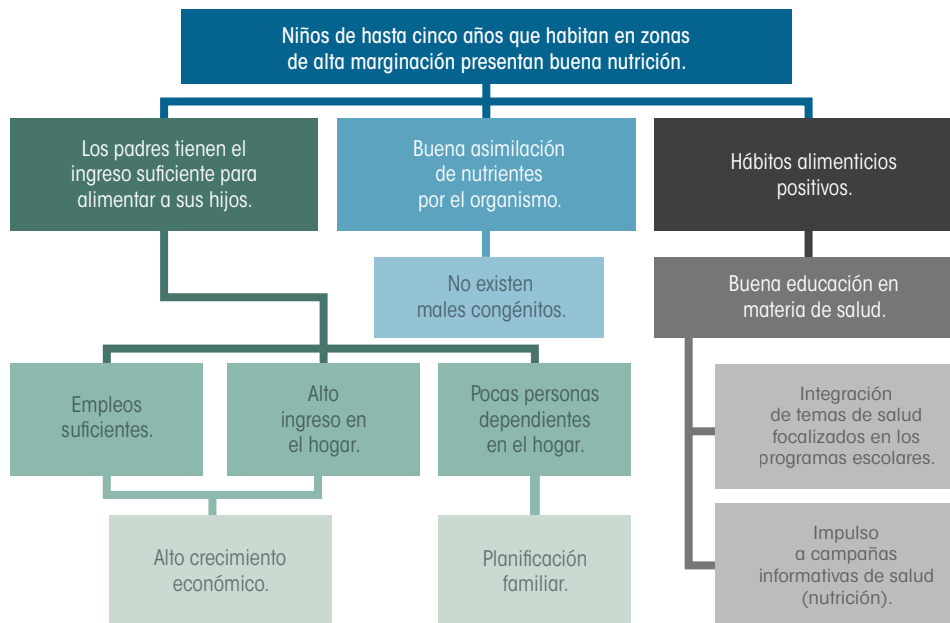 Niños de hasta cinco años que habitan en zonas
de alta marginación presentan buena nutrición.
Los padres tienen el
ingreso suficiente para
alimentar a sus hijos.
Buena asimilación
de nutrientes
por el organismo.
Hábitos alimenticios
positivos.
No existen
males congénitos.
Buena educación en
materia de salud.
Empleos
suficientes.
Alto
ingreso en
el hogar.
Pocas personas
dependientes
en el hogar.
Integración
de temas de salud
focalizados en los
programas escolares.
Alto crecimiento
económico.
Planificación
familiar.
Impulso
a campañas
informativas de salud
(nutrición).